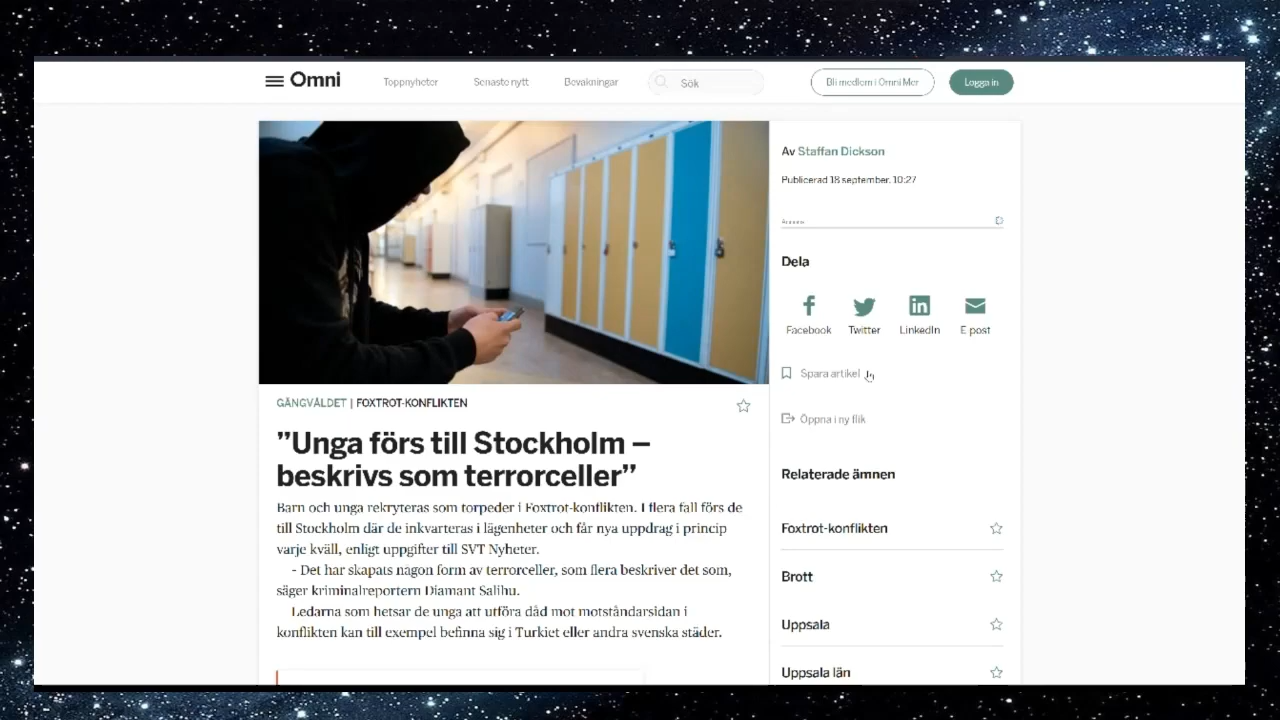 Omni
Toppnyheter
Senaste nytt
Bevakningar
Sök
Bli medlem i Omni Mer
Logga in
GÄNGVÅLDET | FOXTROT-KONFLIKTEN
”Unga förs till Stockholm –
beskrivs som terrorceller”
Barn och unga rekryteras som torpeder i Foxtrot-konflikten. I flera fall förs de
till Stockholm där de inkvarteras i lägenheter och får nya uppdrag i princip
varje kväll, enligt uppgifter till SVT Nyheter.
- Det har skapats någon form av terrorceller, som flera beskriver det som,
säger kriminalreportern Diamant Salihu.
Ledarna som hetsar de unga att utföra dåd mot motståndarsidan i
konflikten kan till exempel befinna sig i Turkiet eller andra svenska städer.
Av Staffan Dickson
Publicerad 18 september, 10:27
Annons
Dela
Facebook
Twitter
LinkedIn
E post
Spara artikel
Öppna i ny flik
Relaterade ämnen
Foxtrot-konflikten
Brott
Uppsala
Uppsala län